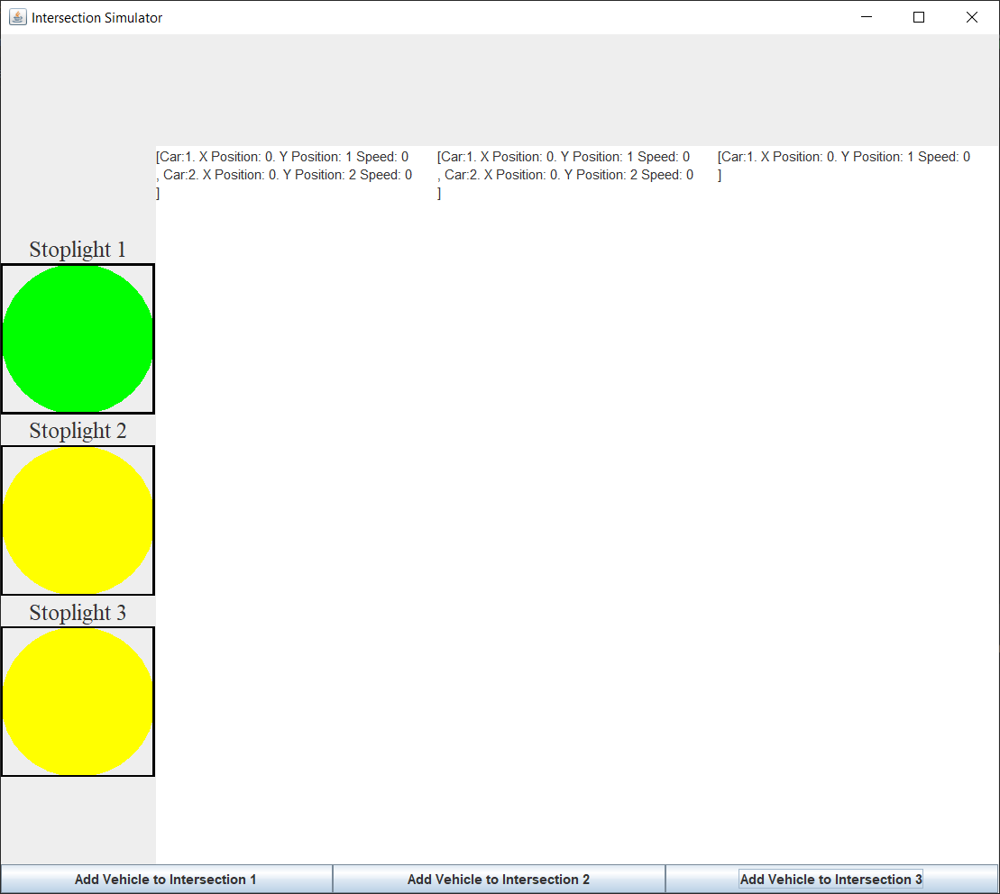 Intersection Simulator
[Car:1. X Position: 0. Y Position: 1 Speed: 0
, Car:2. X Position: 0. Y Position: 2 Speed: 0
]
[Car:1. X Position: 0. Y Position: 1 Speed: 0
, Car:2. X Position: 0. Y Position: 2 Speed: 0
]
[Car:1. X Position: 0. Y Position: 1 Speed: 0
]
Stoplight 1
Stoplight 2
Stoplight 3
Add Vehicle to Intersection 1
Add Vehicle to Intersection 2
Add Vehicle to Intersection 3